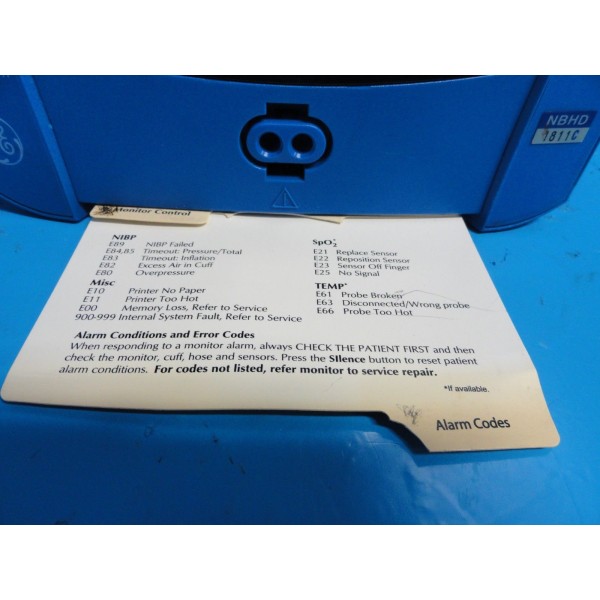 NBHD
1811C
Monitor Control
NIBP
E89 NIBP Failed
E84,85 Timeout: Pressure/Total
E83 Timeout: Inflation
E82 Excess Air in Cuff
E80 Overpressure
Misc
E10 Printer No Paper
E11 Printer Too Hot
E00 Memory Loss, Refer to Service
900-999 Internal System Fault, Refer to Service
SpO2*
E21 Replace Sensor
E22 Reposition Sensor
E23 Sensor Off Finger
E25 No Signal
TEMP*
E61 Probe Broken
E63 Disconnected/Wrong probe
E66 Probe Too Hot
Alarm Conditions and Error Codes
When responding to a monitor alarm, always CHECK THE PATIENT FIRST and then
check the monitor, cuff, hose and sensors. Press the Silence button to reset patient
alarm conditions. For codes not listed, refer monitor to service repair.
*If available.
Alarm Codes